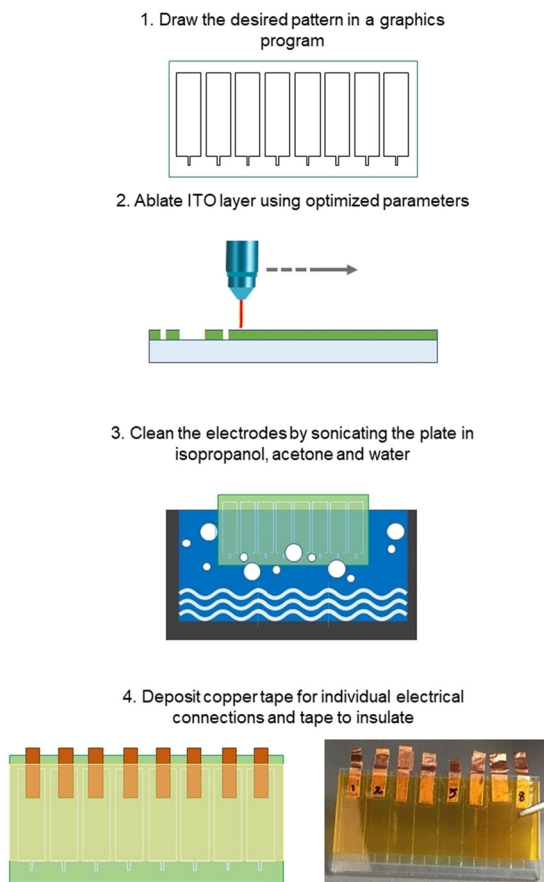 1. Draw the desired pattern in a graphics
program
2. Ablate ITO layer using optimized parameters
3. Clean the electrodes by sonicating the plate in
isopropanol, acetone and water
4. Deposit copper tape for individual electrical
connections and tape to insulate
1 2 5 8